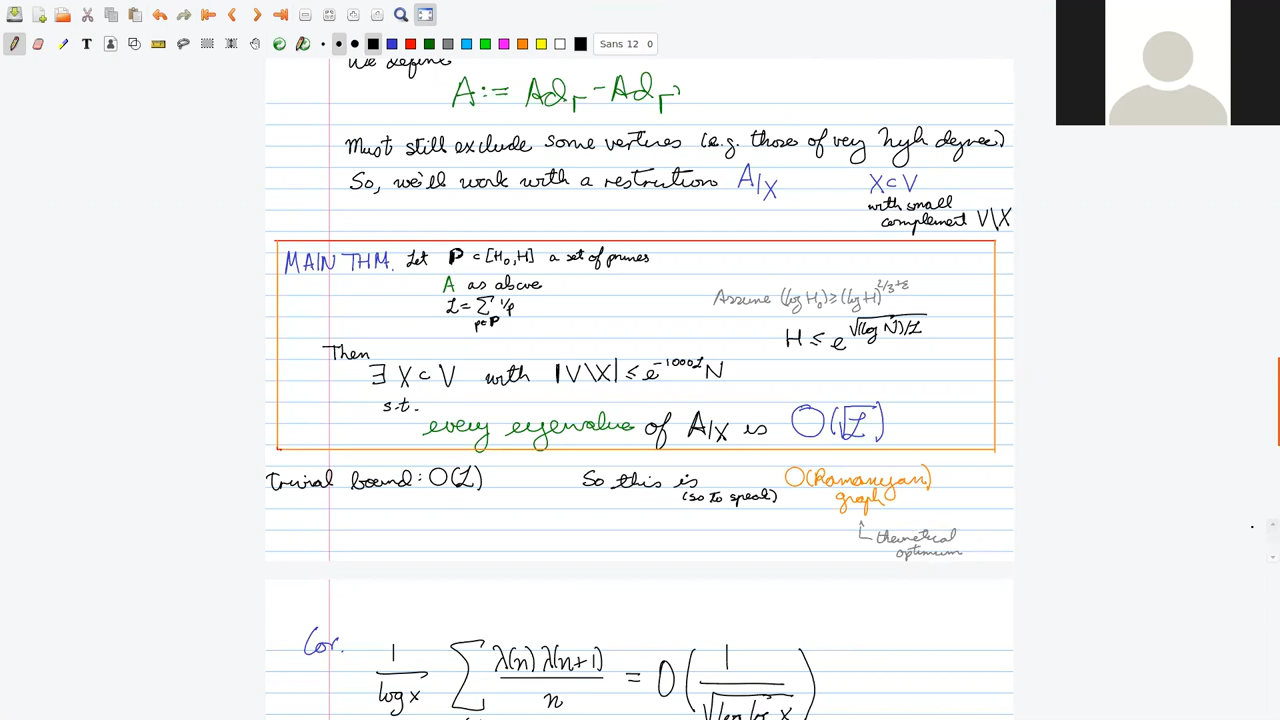 Sans 12
We define
A := Ad_Γ - Ad_Γ'
Must still exclude some vertices (e.g. those of very high degree)
So, we'll work with a restriction A|X X ⊂ V
with small
complement V\X
MAIN THM. Let P ⊂ [H₀, H] a set of primes
A as above
ℒ = ∑_{p∈P} 1/p
Assume (log H₀) ≥ (log H)^{2/3+ε}
H ≤ e^{√((log N)/ℒ)}
Then
∃ X ⊂ V with |V\X| ≤ e^{-1000ℒ} N
s.t.
every eigenvalue of A|X is O(√ℒ)
Trivial bound: O(ℒ) So this is O(Ramanujan
(so to speak) graph)
theoretical
optimum
Cor.
1/log x ∑ λ(n) λ(n+1)/n = O(1/√(log log x))